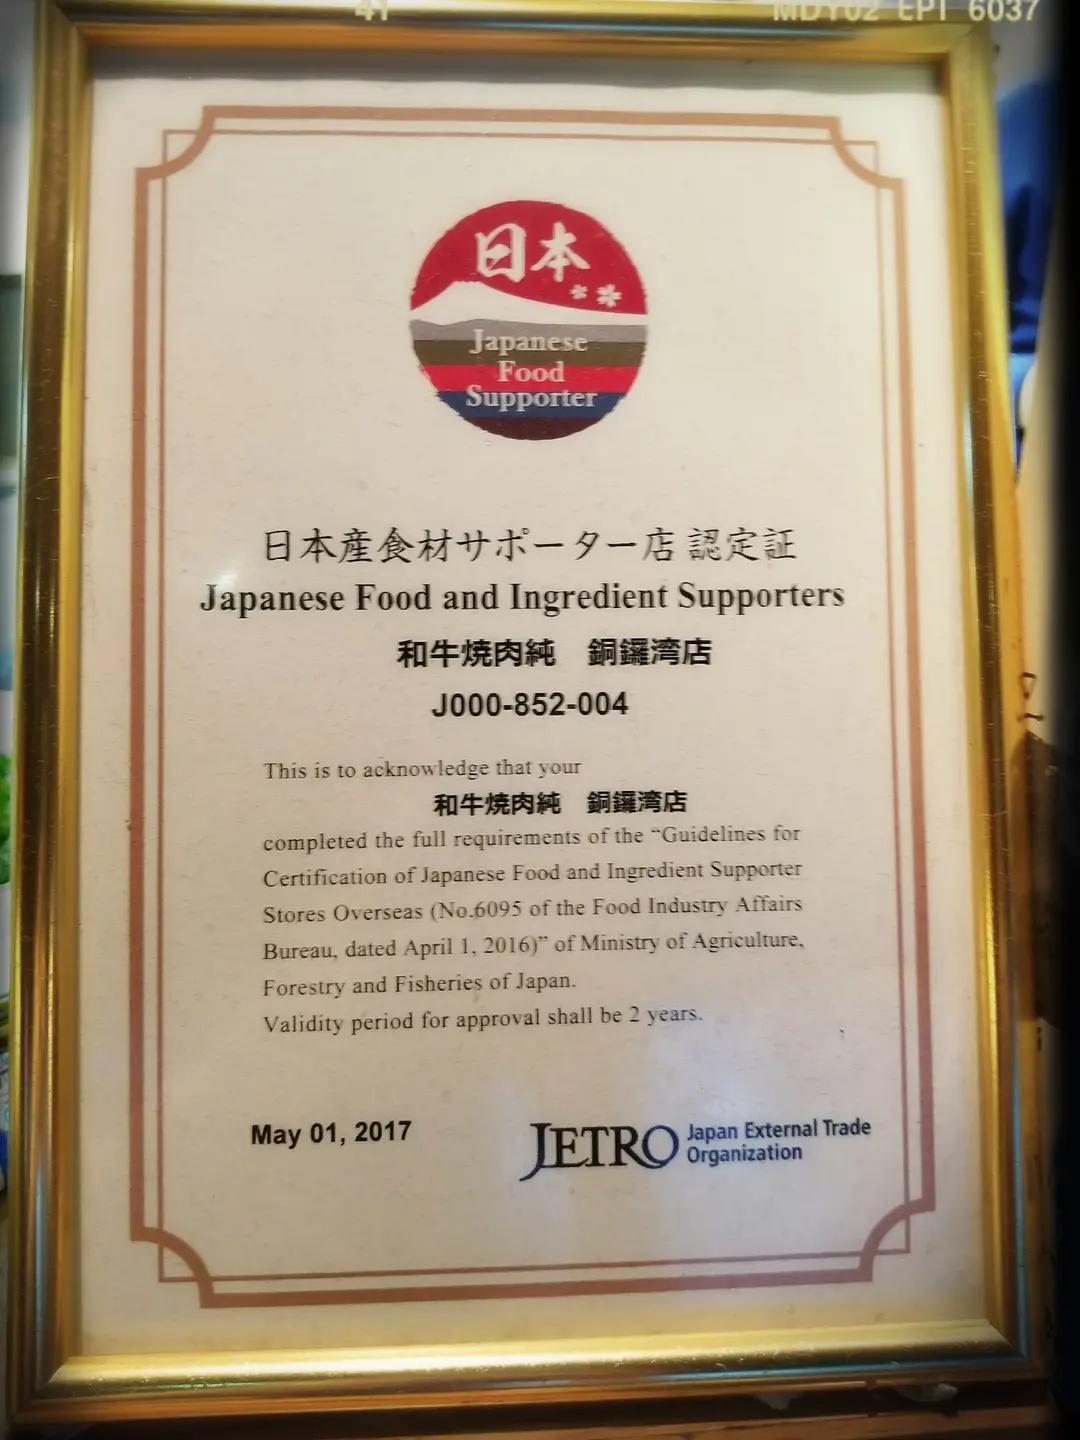 41
MDY02 EPT 6037
日本
Japanese
Food
Supporter
日本産食材サポーター店 認定証
Japanese Food and Ingredient Supporters
和牛焼肉純 銅鑼湾店
J000-852-004
This is to acknowledge that your
和牛焼肉純 銅鑼湾店
completed the full requirements of the “Guidelines for
Certification of Japanese Food and Ingredient Supporter
Stores Overseas (No.6095 of the Food Industry Affairs
Bureau, dated April 1, 2016)” of Ministry of Agriculture,
Forestry and Fisheries of Japan.
Validity period for approval shall be 2 years.
May 01, 2017
JETRO Japan External Trade
Organization